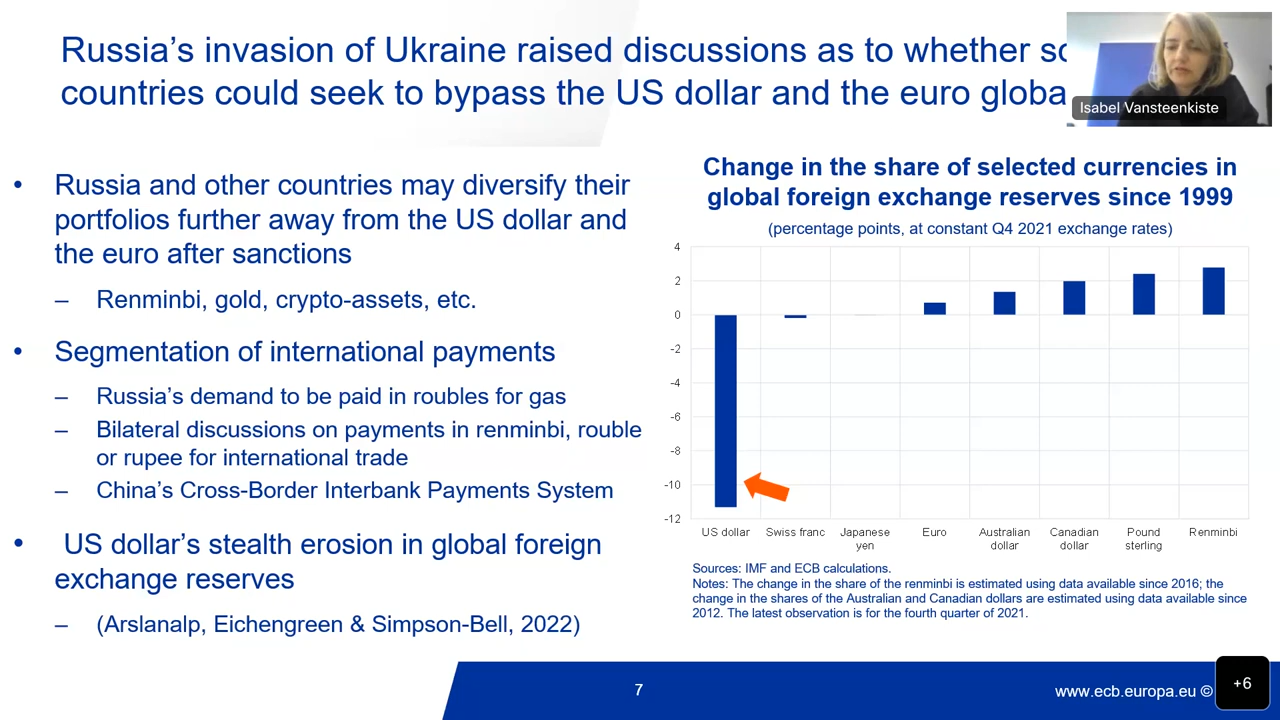 Russia’s invasion of Ukraine raised discussions as to whether
countries could seek to bypass the US dollar and the euro
Isabel Vansteenkiste
• Russia and other countries may diversify their
portfolios further away from the US dollar and
the euro after sanctions
– Renminbi, gold, crypto-assets, etc.
• Segmentation of international payments
– Russia’s demand to be paid in roubles for gas
– Bilateral discussions on payments in renminbi, rouble
or rupee for international trade
– China’s Cross-Border Interbank Payments System
• US dollar’s stealth erosion in global foreign
exchange reserves
– (Arslanalp, Eichengreen & Simpson-Bell, 2022)
Change in the share of selected currencies in
global foreign exchange reserves since 1999
(percentage points, at constant Q4 2021 exchange rates)
4
2
0
-2
-4
-6
-8
-10
-12
US dollar Swiss franc Japanese Euro Australian Canadian Pound Renminbi
yen dollar dollar sterling
Sources: IMF and ECB calculations.
Notes: The change in the share of the renminbi is estimated using data available since 2016; the
change in the shares of the Australian and Canadian dollars are estimated using data available since
2012. The latest observation is for the fourth quarter of 2021.
7
www.ecb.europa.eu ©
+6